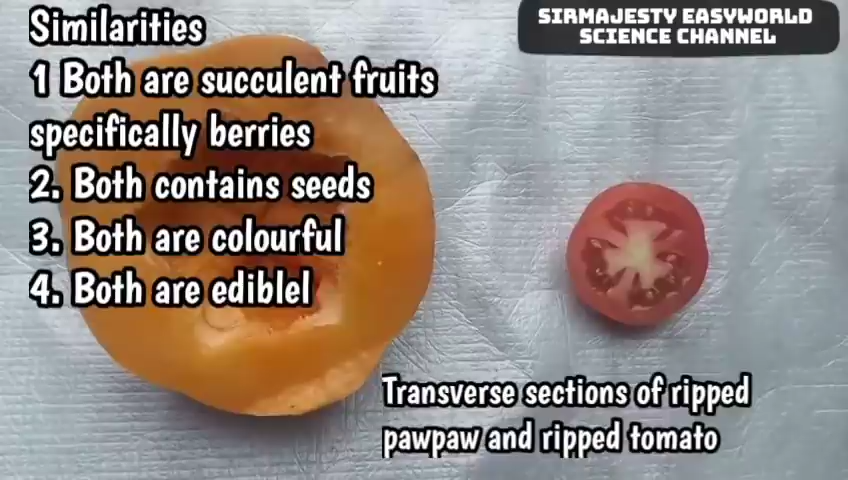 Similarities
1 Both are succulent fruits
specifically berries
2. Both contains seeds
3. Both are colourful
4. Both are ediblel
SIRMAJESTY EASYWORLD
SCIENCE CHANNEL
Transverse sections of ripped
pawpaw and ripped tomato